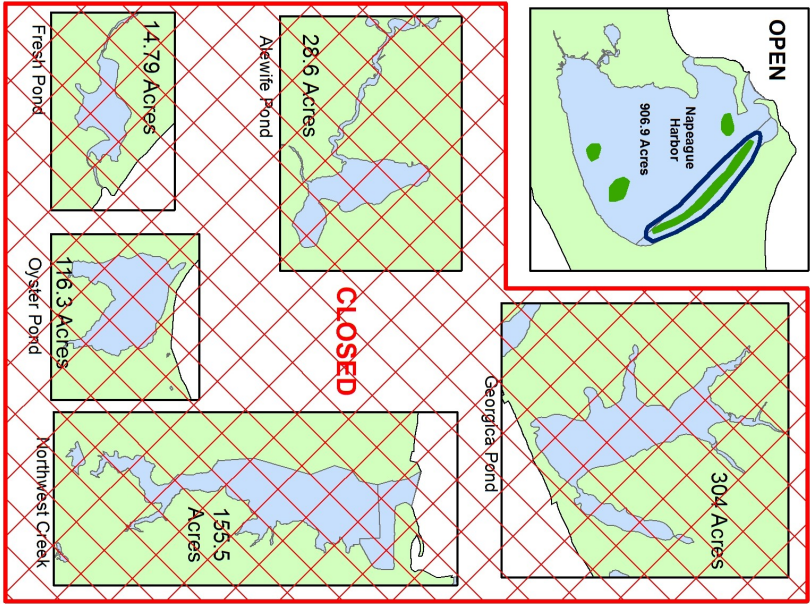 OPEN
Napeague
Harbor
906.9 Acres
28.6 Acres
Alewife Pond
14.79 Acres
Fresh Pond
304 Acres
Georgica Pond
CLOSED
116.3 Acres
Oyster Pond
155.5
Acres
Northwest Creek